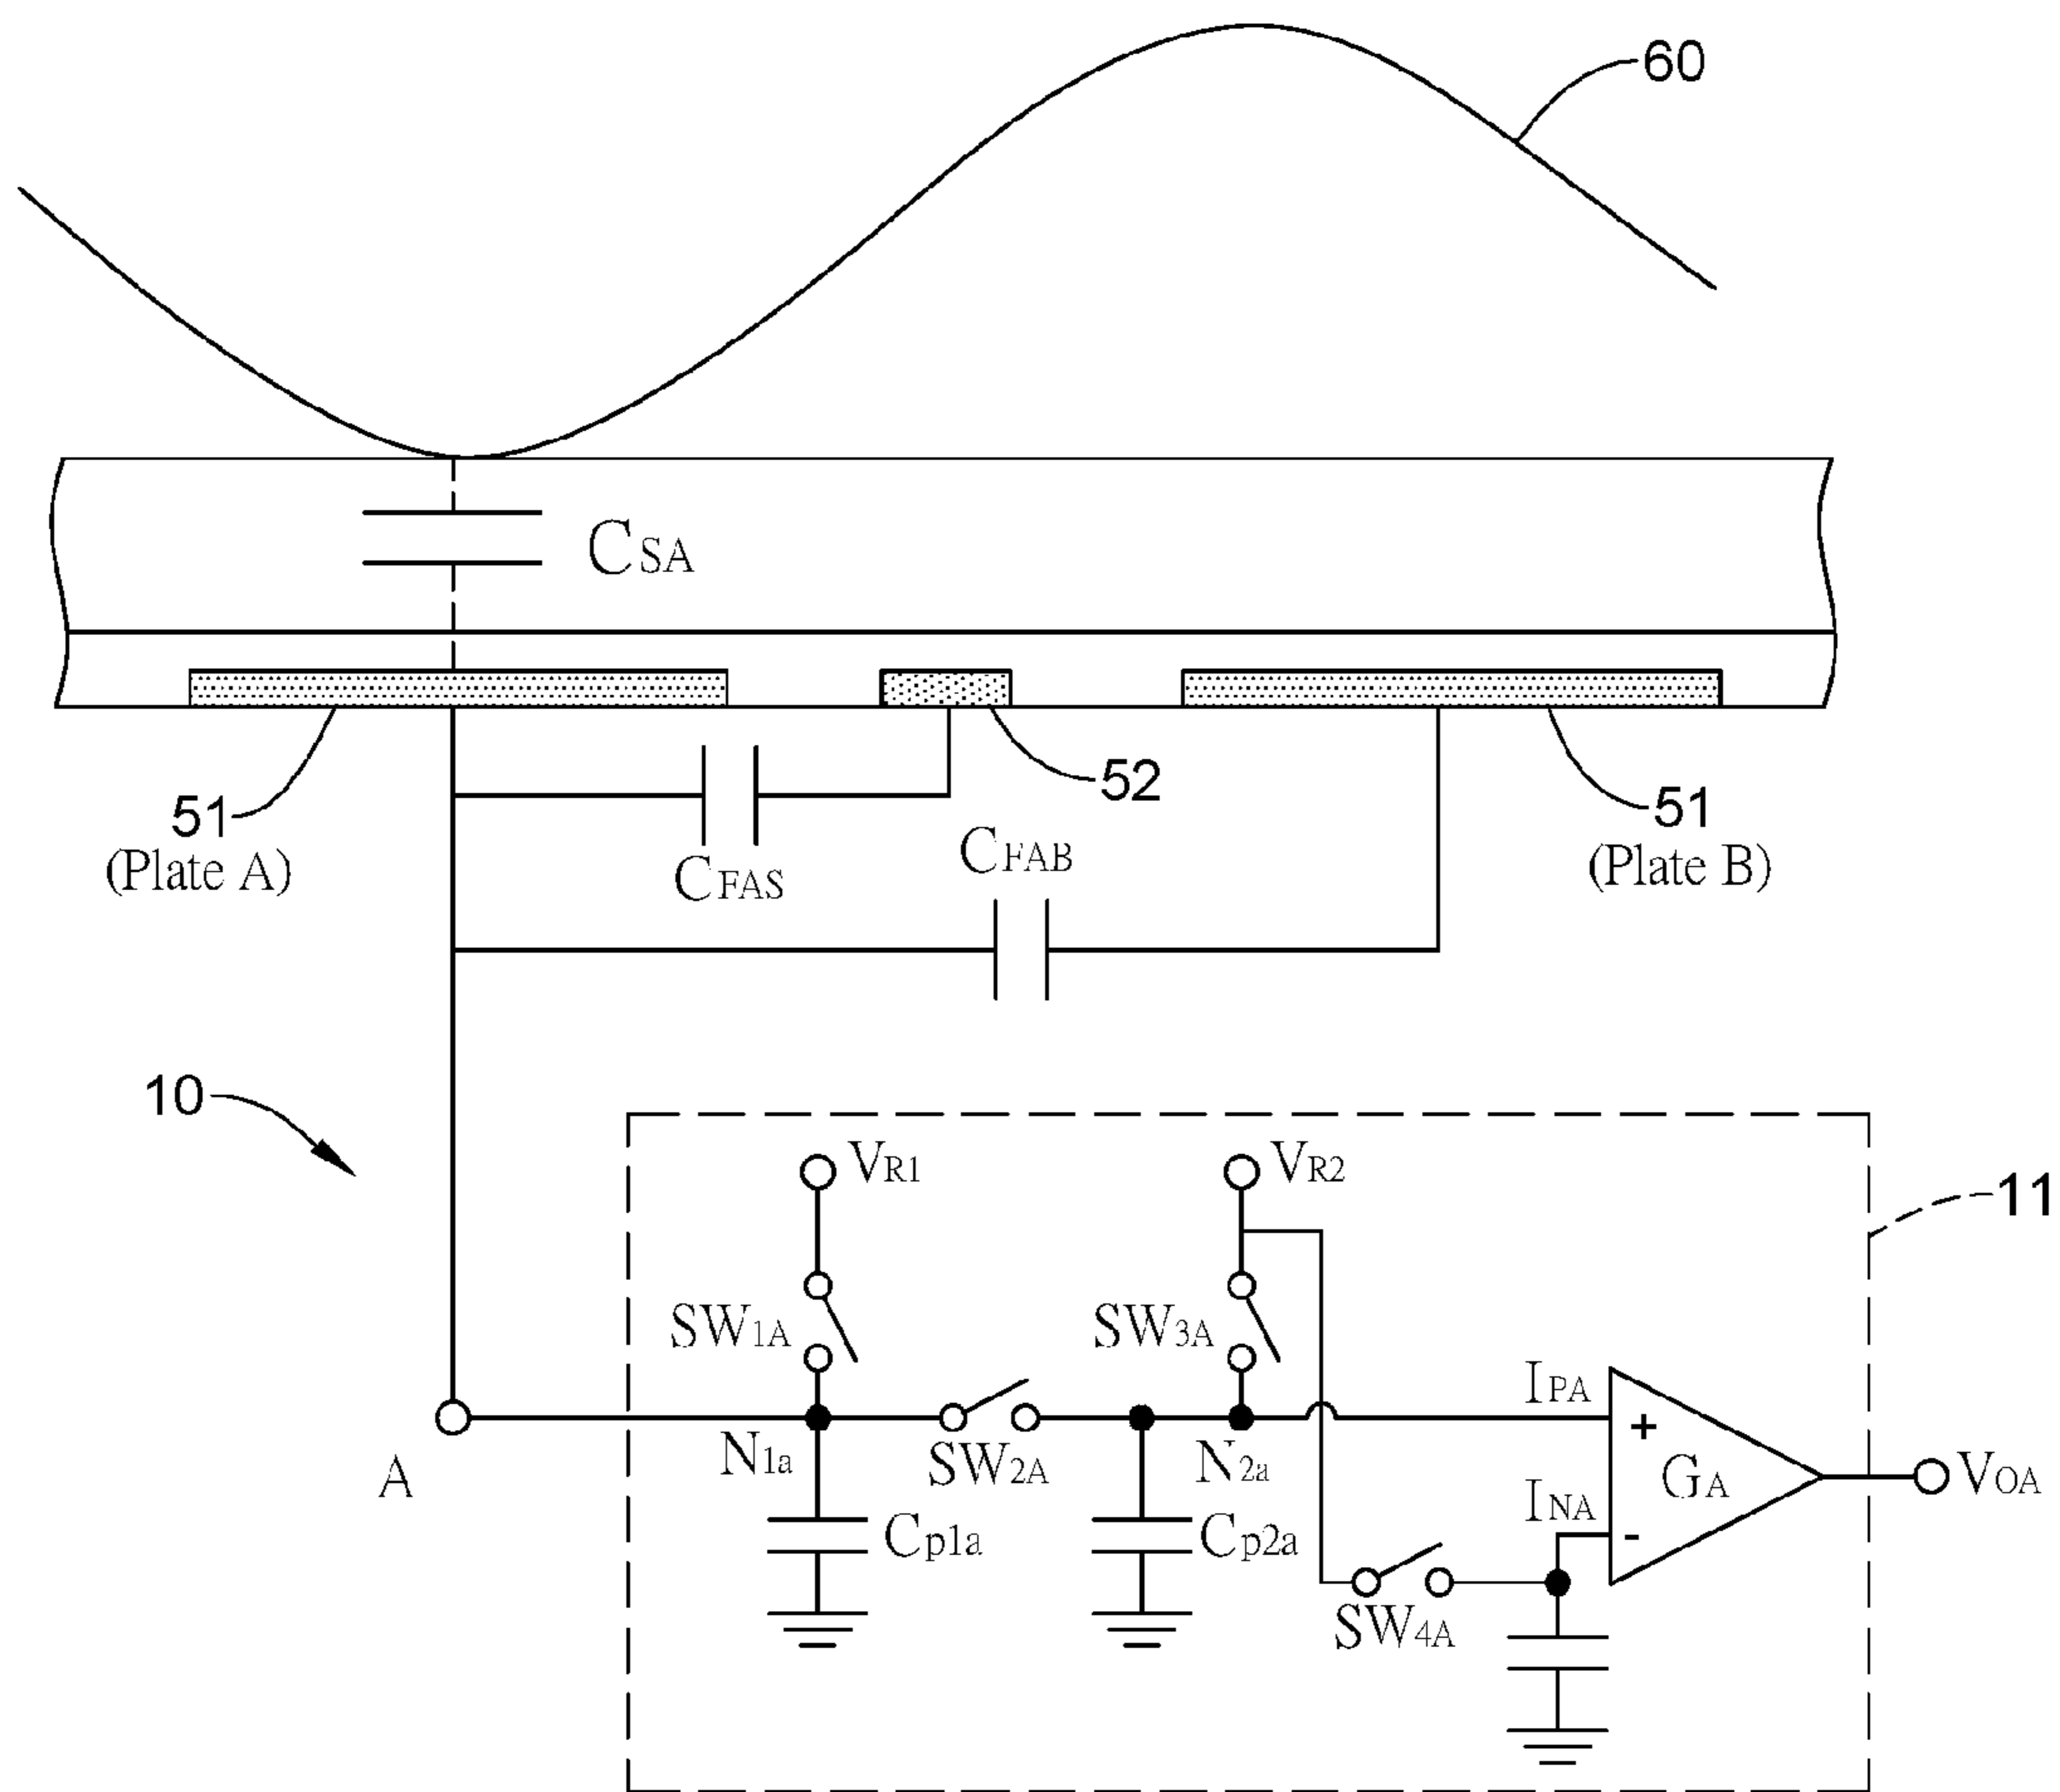 60
CSA
51
(Plate A)
52
51
(Plate B)
CFAS
CFAB
10
11
VR1
VR2
SW1A
SW3A
IPA
+
A
N1a
SW2A
N2a
GA
VOA
INA
-
Cp1a
Cp2a
SW4A